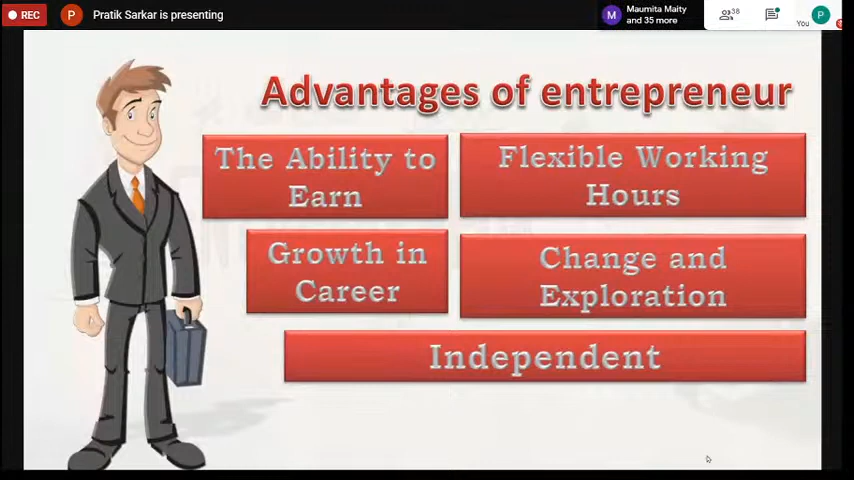 REC
P
Pratik Sarkar is presenting
M
Maumita Maity
and 35 more
38
You
P
Advantages of entrepreneur
The Ability to
Earn
Flexible Working
Hours
Growth in
Career
Change and
Exploration
Independent